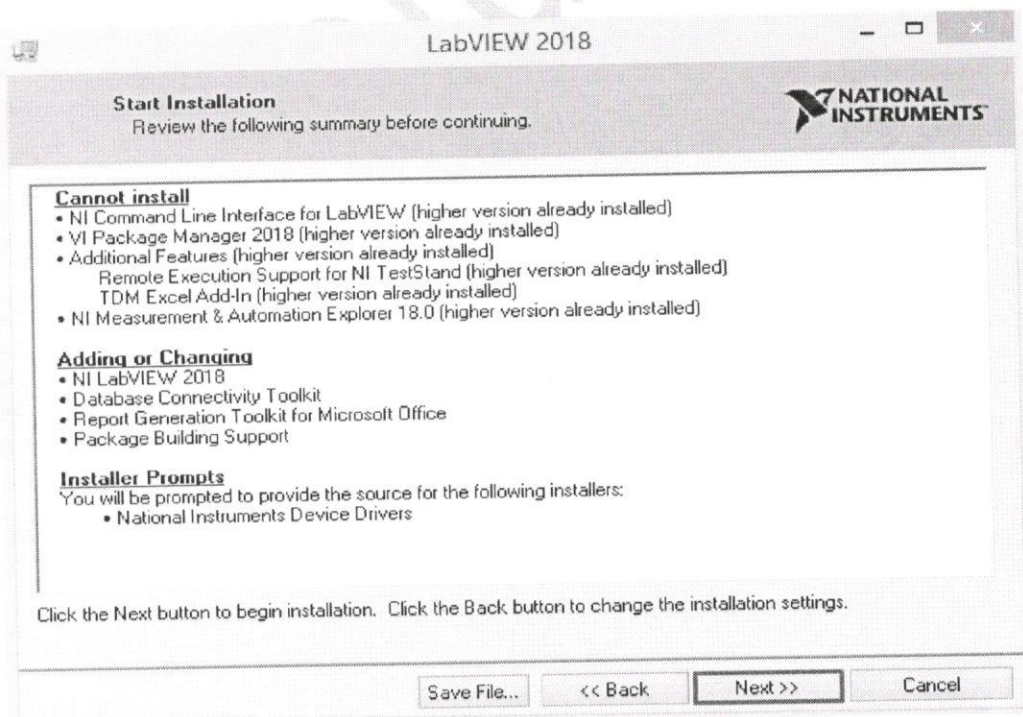 LabVIEW 2018
Start Installation
Review the following summary before continuing.
NATIONAL
INSTRUMENTS™
Cannot install
• NI Command Line Interface for LabVIEW (higher version already installed)
• VI Package Manager 2018 (higher version already installed)
• Additional Features (higher version already installed)
Remote Execution Support for NI TestStand (higher version already installed)
TDM Excel Add-In (higher version already installed)
• NI Measurement & Automation Explorer 18.0 (higher version already installed)
Adding or Changing
• NI LabVIEW 2018
• Database Connectivity Toolkit
• Report Generation Toolkit for Microsoft Office
• Package Building Support
Installer Prompts
You will be prompted to provide the source for the following installers:
• National Instruments Device Drivers
Click the Next button to begin installation. Click the Back button to change the installation settings.
Save File... << Back Next >> Cancel